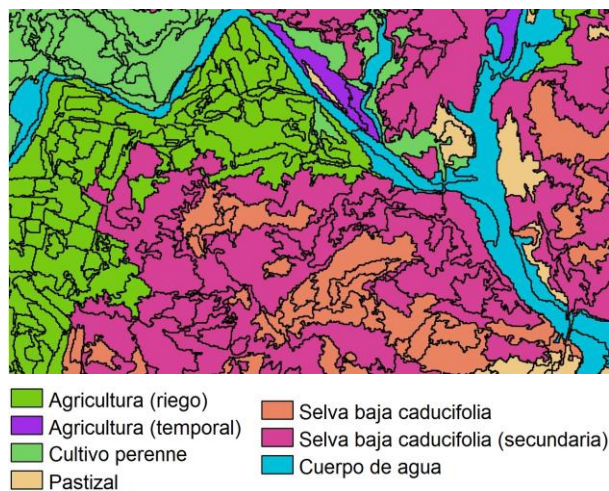 Agricultura (riego)
Agricultura (temporal)
Cultivo perenne
Pastizal
Selva baja caducifolia
Selva baja caducifolia (secundaria)
Cuerpo de agua